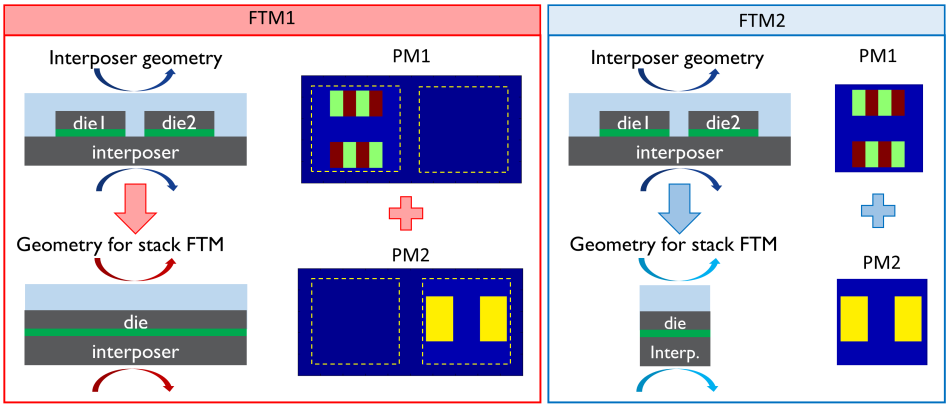 FTM1
Interposer geometry
die1
die2
interposer
Geometry for stack FTM
die
interposer
PM1
PM2
FTM2
Interposer geometry
die1
die2
interposer
Geometry for stack FTM
die
Interp.
PM1
PM2